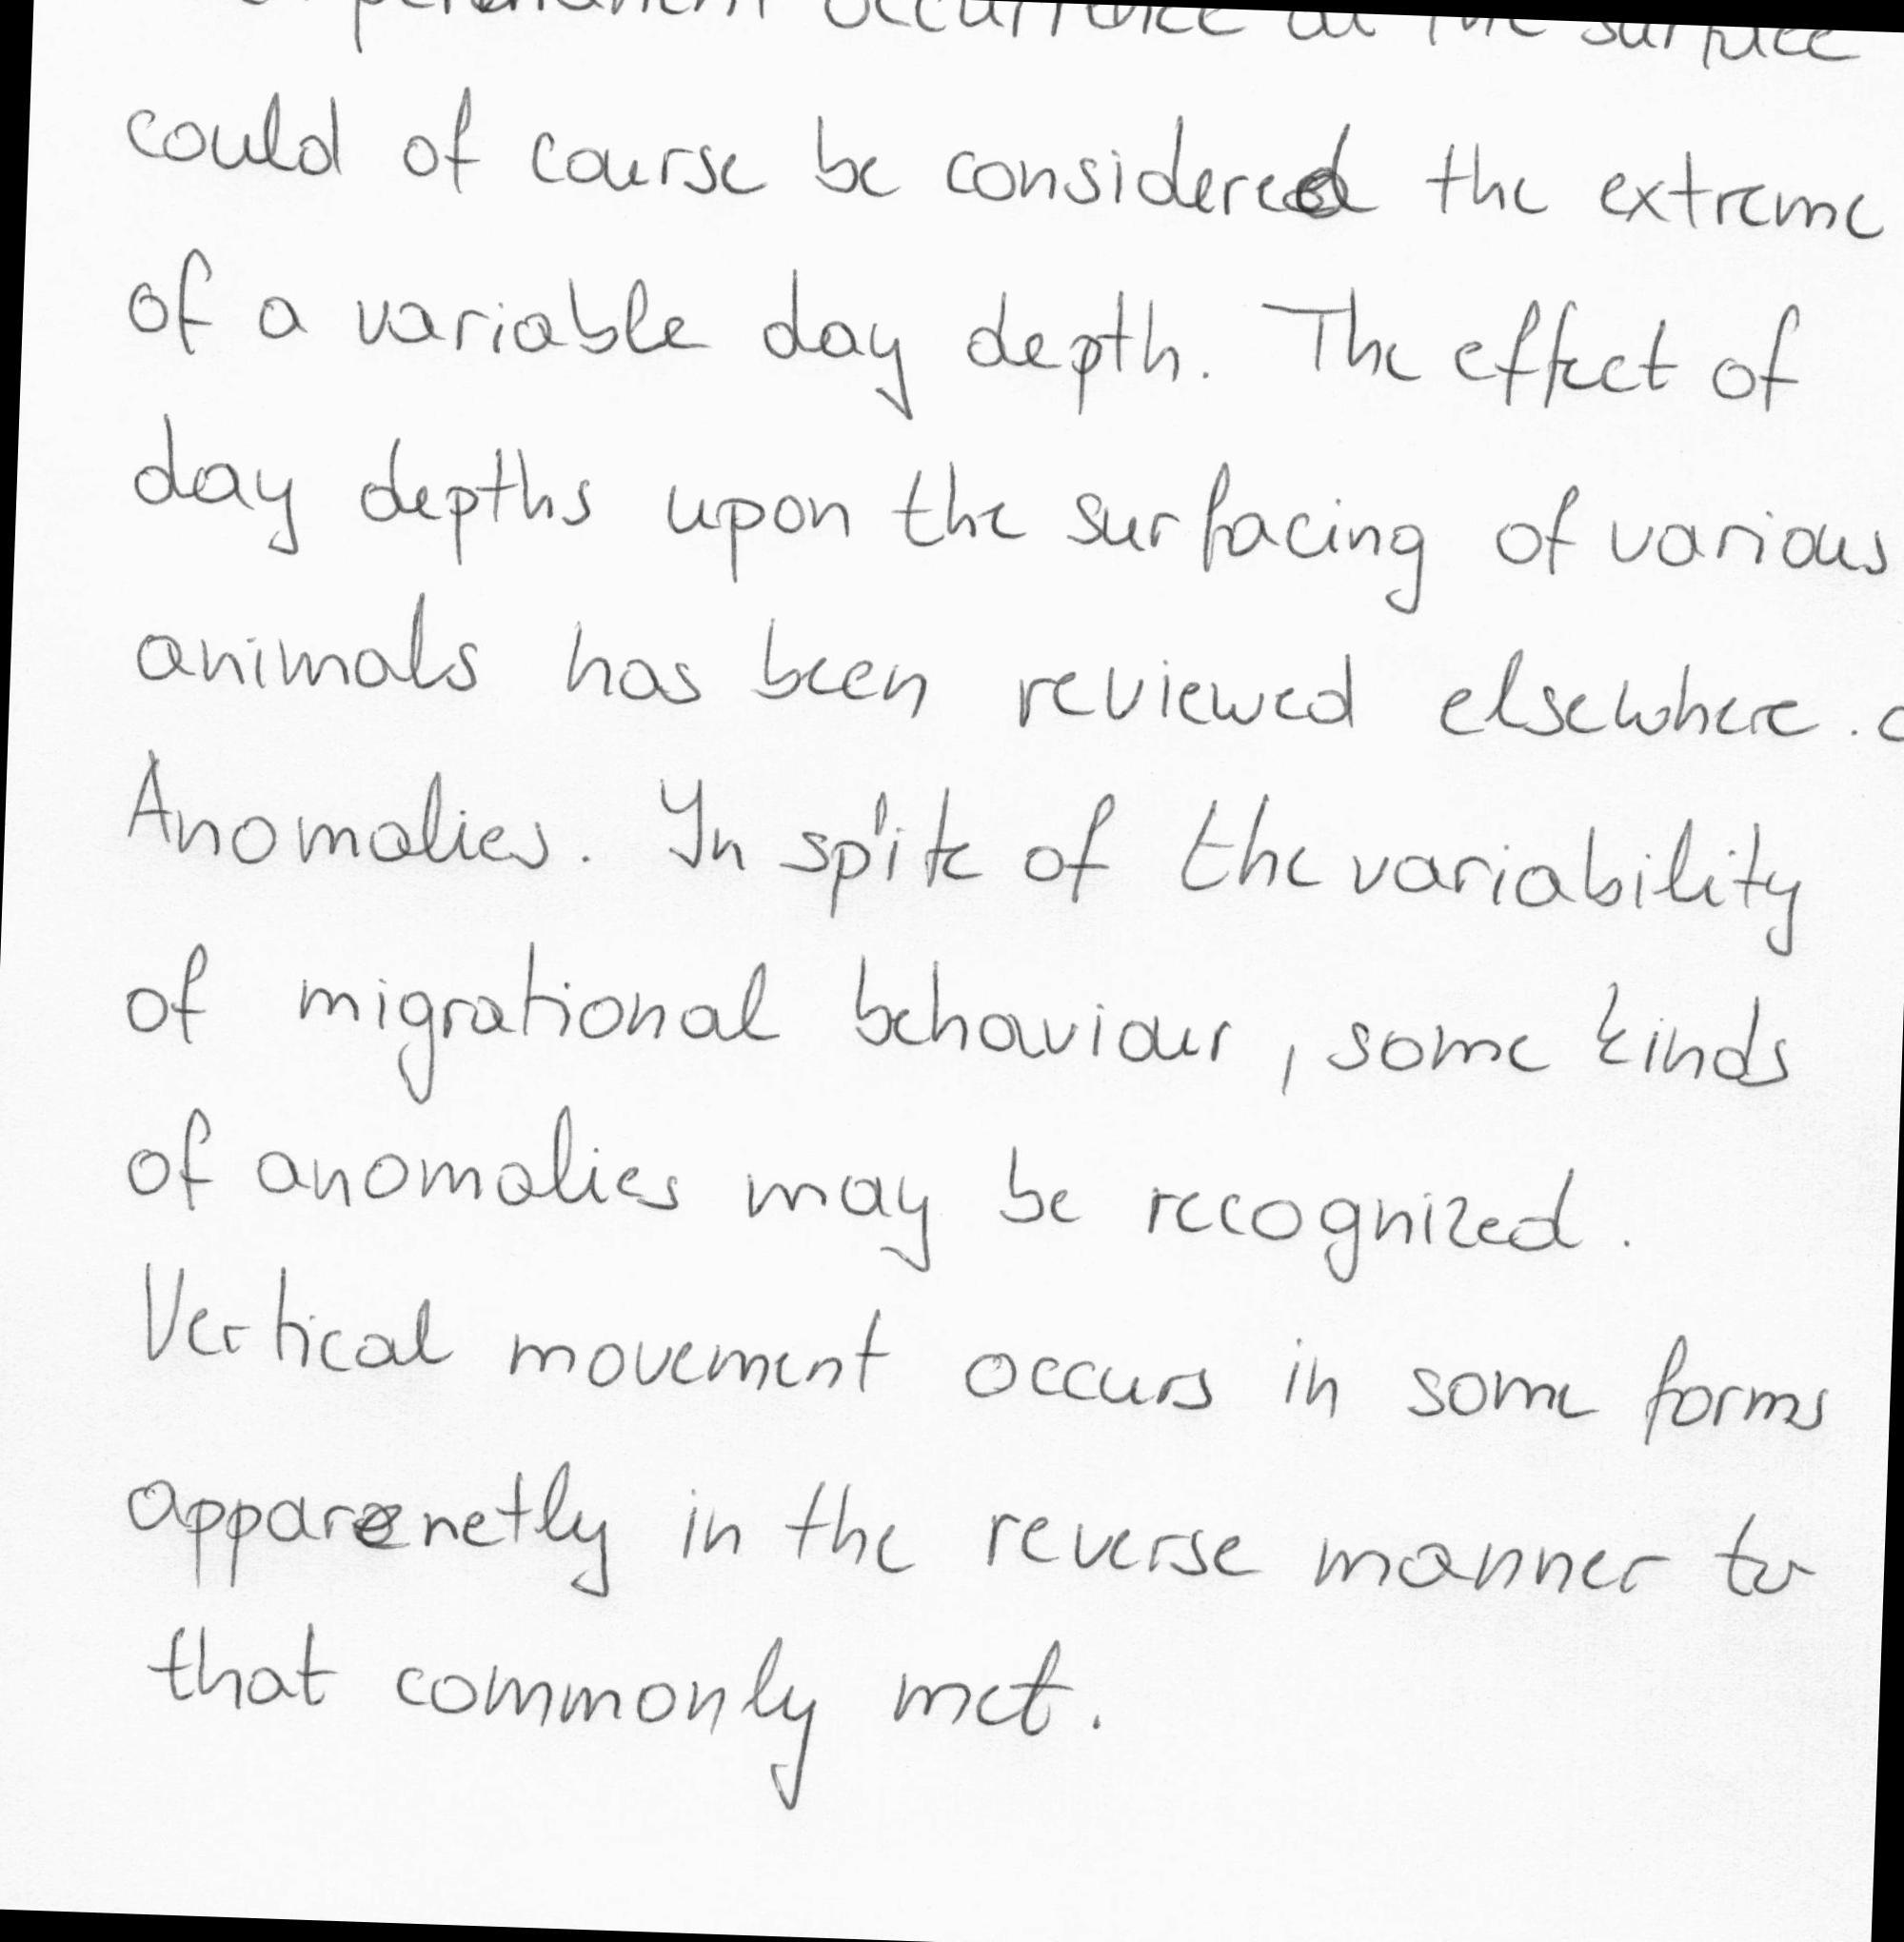 permanent occurrence at the surface
could of course be considered the extreme
of a variable day depth. The effect of
day depths upon the surfacing of various
animals has been reviewed elsewhere.
Anomalies. In spite of the variability
of migrational behaviour, some kinds
of anomalies may be recognized.
Vertical movement occurs in some forms
apparenetly in the reverse manner to
that commonly met.